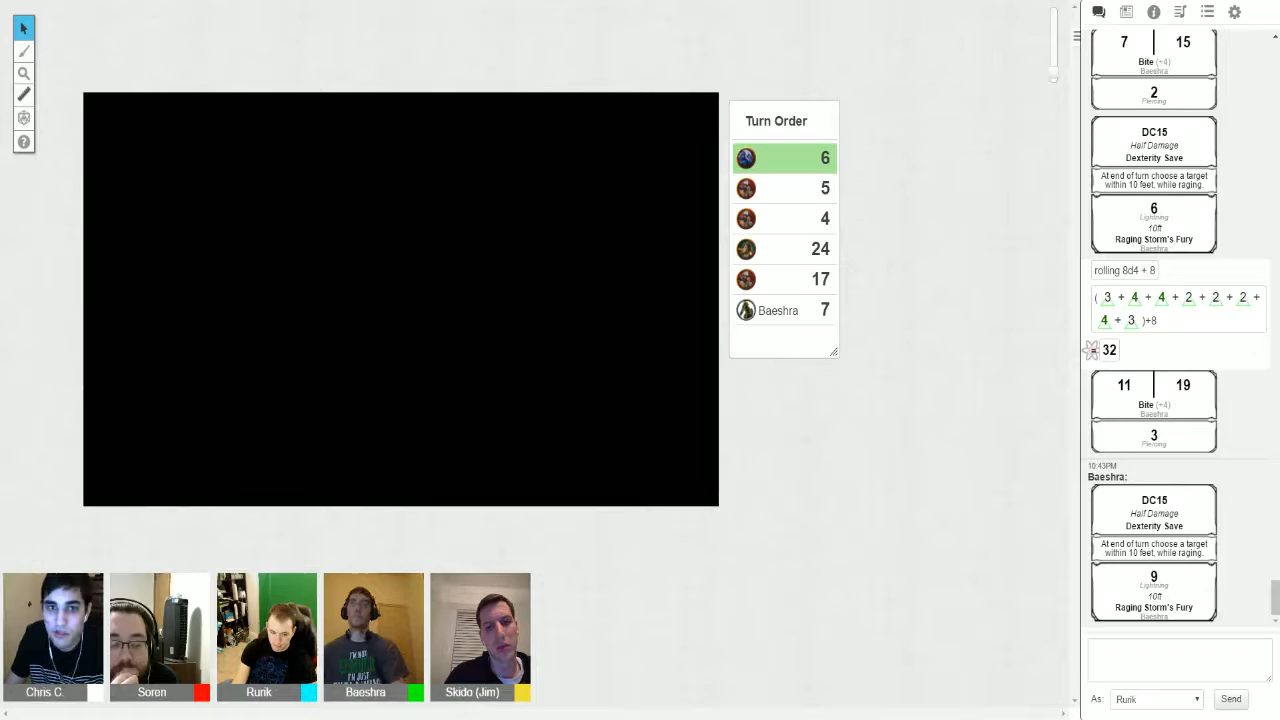 Turn Order
6
5
4
24
17
Baeshra 7
7 15
Bite (+4)
Baeshra
2
Piercing
DC15
Half Damage
Dexterity Save
At end of turn choose a target
within 10 feet, while raging.
6
Lightning
10ft
Raging Storm's Fury
Baeshra
rolling 8d4 + 8
( 3 + 4 + 4 + 2 + 2 + 2 +
4 + 3 )+8
= 32
11 19
Bite (+4)
Baeshra
3
Piercing
10:43PM
Baeshra:
DC15
Half Damage
Dexterity Save
At end of turn choose a target
within 10 feet, while raging.
9
Lightning
10ft
Raging Storm's Fury
Baeshra
As: Rurik Send
Chris C. Soren Rurik Baeshra Skido (Jim)